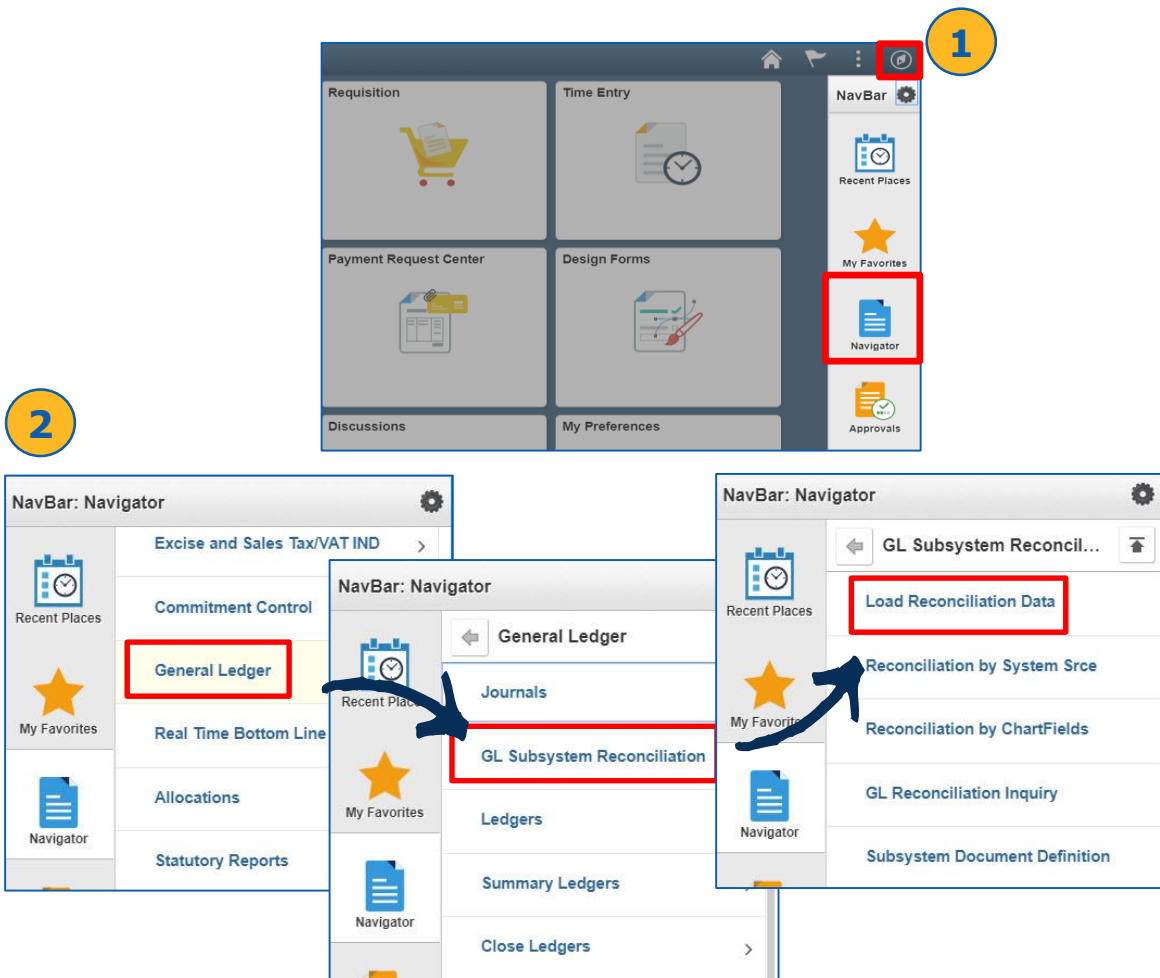 1
Requisition
Time Entry
NavBar
Recent Places
My Favorites
Payment Request Center
Design Forms
Navigator
Approvals
Discussions
My Preferences
2
NavBar: Navigator
Excise and Sales Tax/VAT IND
Recent Places
Commitment Control
General Ledger
My Favorites
Real Time Bottom Line
Allocations
Navigator
Statutory Reports
NavBar: Navigator
General Ledger
Recent Place
Journals
GL Subsystem Reconciliation
My Favorites
Ledgers
Summary Ledgers
Navigator
Close Ledgers
NavBar: Navigator
GL Subsystem Reconcil...
Recent Places
Load Reconciliation Data
Reconciliation by System Srce
My Favorites
Reconciliation by ChartFields
GL Reconciliation Inquiry
Navigator
Subsystem Document Definition